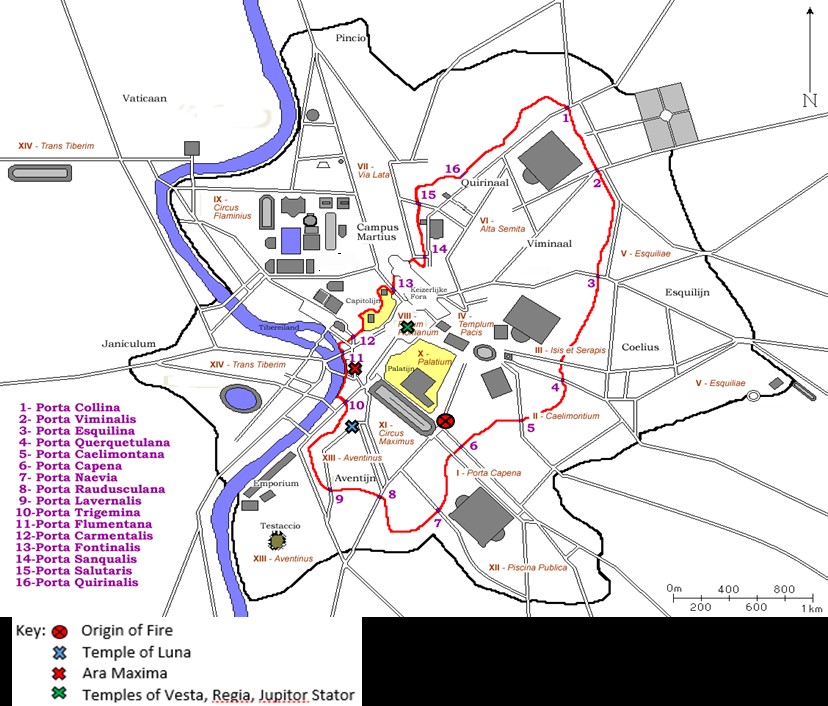 Pincio
Vaticaan
N
XIV - Trans Tiberim
VII -
Via Lata
1
16
Quirinaal
2
15
IX -
Circus
Flaminius
VI -
Alta Semita
Campus
Martius
14
Viminaal
V - Esquiliae
13
3
Keizerlijke
Fora
Esquilijn
Capitolijn
VIII -
Romanum
IV -
Templum
Pacis
Tibereiland
12
Janiculum
11
XIV - Trans Tiberim
X -
Palatium
Palatijn
III - Isis et Serapis
Coelius
V - Esquiliae
4
10
II - Caelimontium
5
XI -
Circus
Maximus
6
XIII - Aventinus
I - Porta Capena
Aventijn
Emporium
9
8
7
Testaccio
XIII - Aventinus
XII - Piscina Publica
1- Porta Collina
2- Porta Viminalis
3- Porta Esquilina
4- Porta Querquetulana
5- Porta Caelimontana
6- Porta Capena
7- Porta Naevia
8- Porta Raudusculana
9- Porta Lavernalis
10-Porta Trigemina
11-Porta Flumentana
12-Porta Carmentalis
13-Porta Fontinalis
14-Porta Sanqualis
15-Porta Salutaris
16-Porta Quirinalis
0m 400 800
200 600 1km
Key: Origin of Fire
Temple of Luna
Ara Maxima
Temples of Vesta, Regia, Jupitor Stator